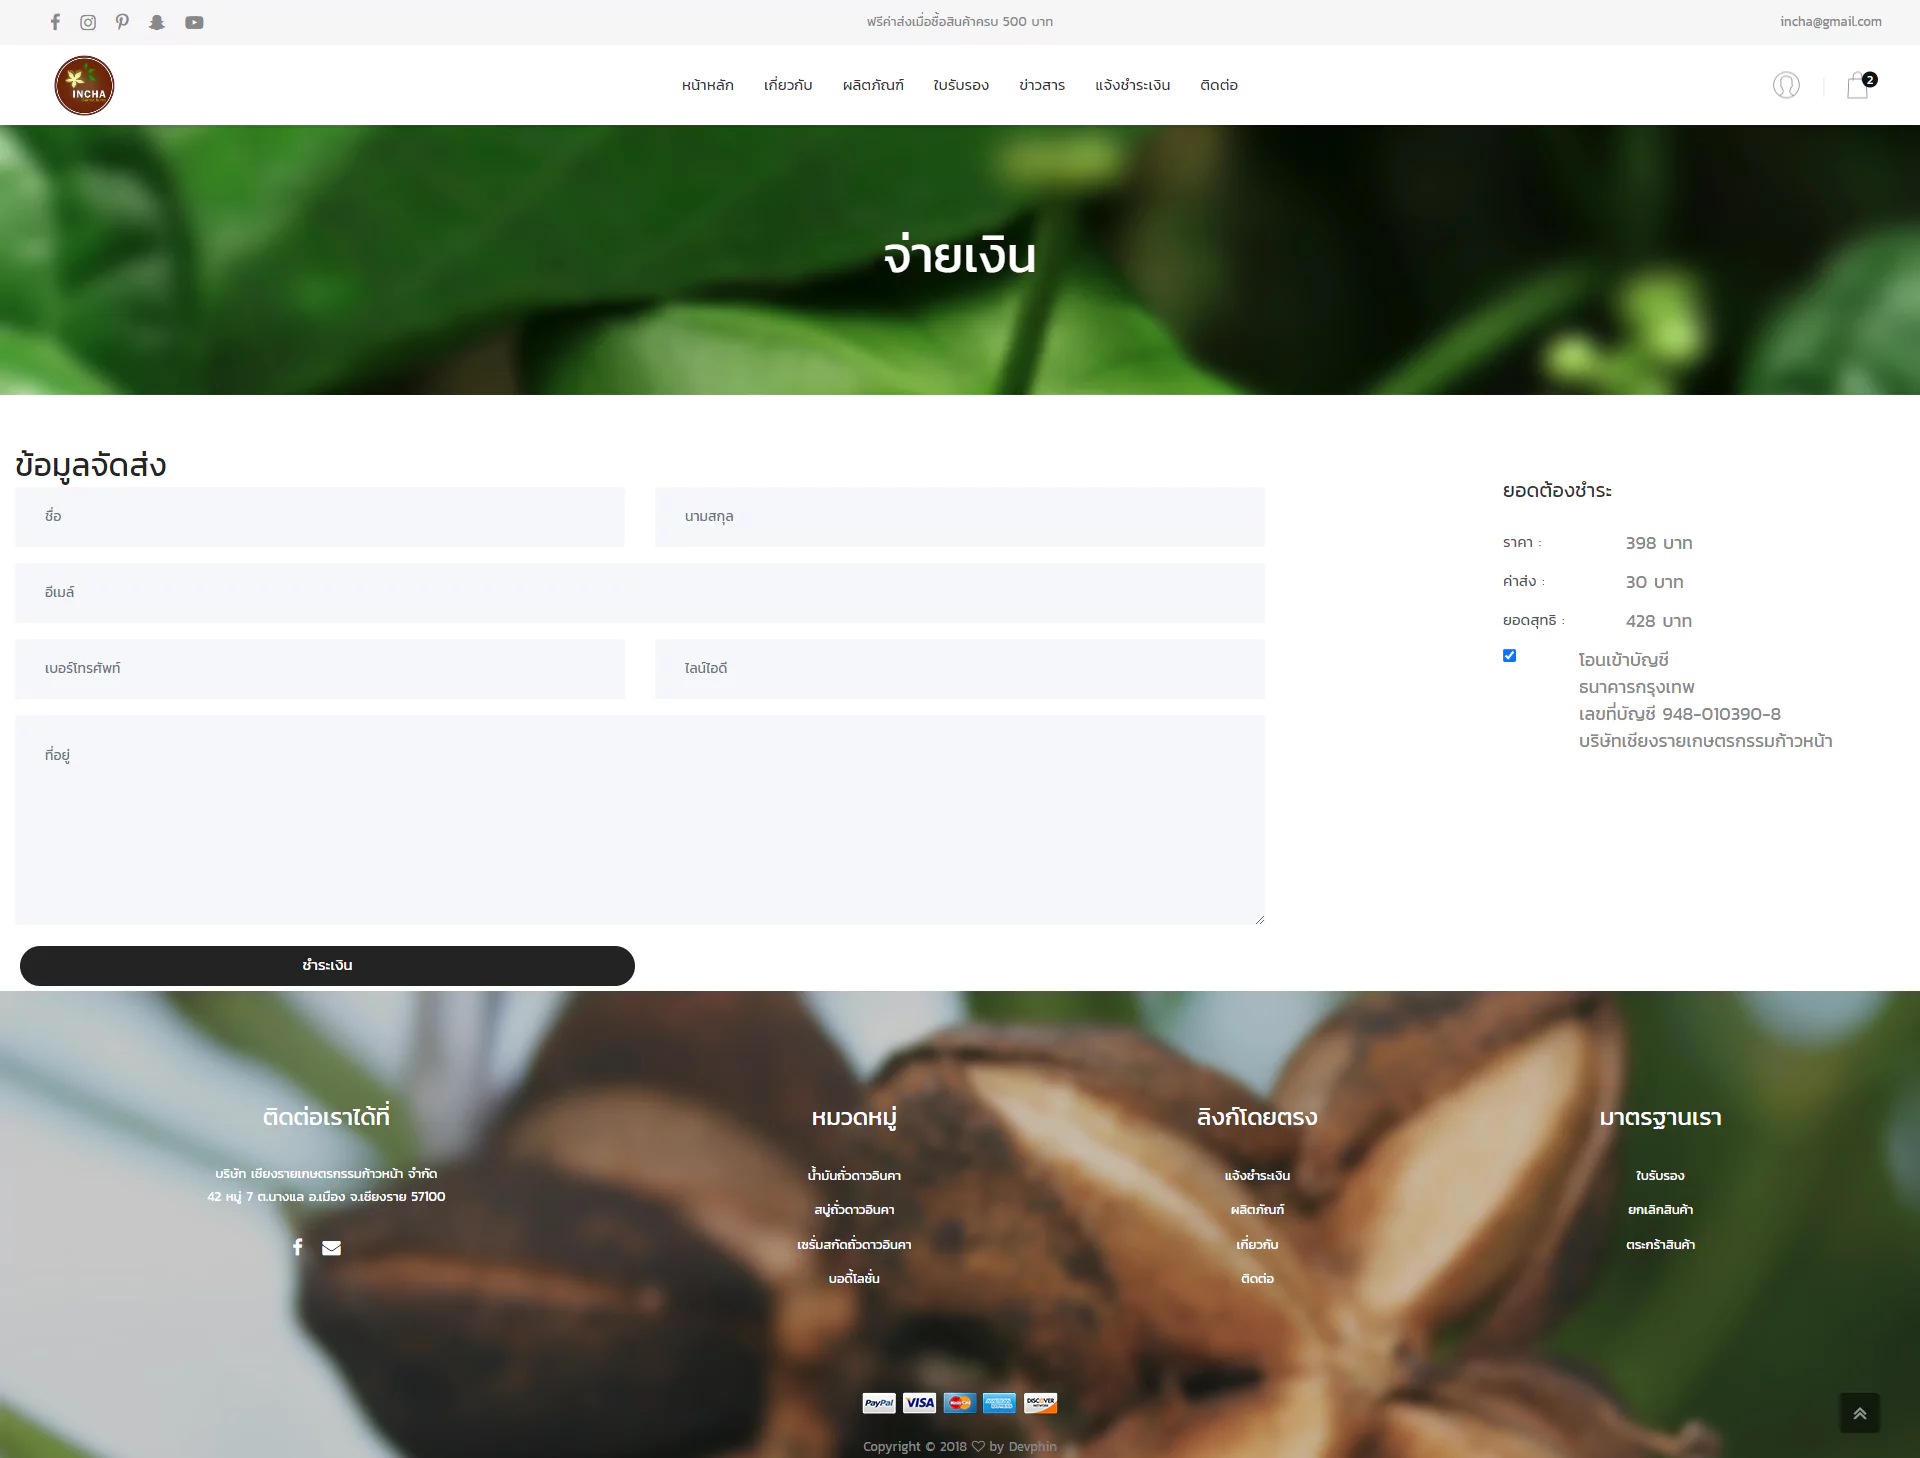 ฟรีค่าส่งเมื่อซื้อสินค้าครบ 500 บาท
incha@gmail.com
INCHA
หน้าหลัก เกี่ยวกับ ผลิตภัณฑ์ ใบรับรอง ข่าวสาร แจ้งชำระเงิน ติดต่อ
2
จ่ายเงิน
ข้อมูลจัดส่ง
ชื่อ
นามสกุล
อีเมล์
เบอร์โทรศัพท์
ไลน์ไอดี
ที่อยู่
ชำระเงิน
ยอดต้องชำระ
ราคา : 398 บาท
ค่าส่ง : 30 บาท
ยอดสุทธิ : 428 บาท
โอนเข้าบัญชี
ธนาคารกรุงเทพ
เลขที่บัญชี 948-010390-8
บริษัทเชียงรายเกษตรกรรมก้าวหน้า
ติดต่อเราได้ที่
บริษัท เชียงรายเกษตรกรรมก้าวหน้า จำกัด
42 หมู่ 7 ต.นางแล อ.เมือง จ.เชียงราย 57100
หมวดหมู่
น้ำมันถั่วดาวอินคา
สบู่ถั่วดาวอินคา
เซรั่มสกัดถั่วดาวอินคา
บอดี้โลชั่น
ลิงก์โดยตรง
แจ้งชำระเงิน
ผลิตภัณฑ์
เกี่ยวกับ
ติดต่อ
มาตรฐานเรา
ใบรับรอง
ยกเลิกสินค้า
ตระกร้าสินค้า
PayPal VISA MasterCard DISCOVER
Copyright © 2018 ♡ by Devphin